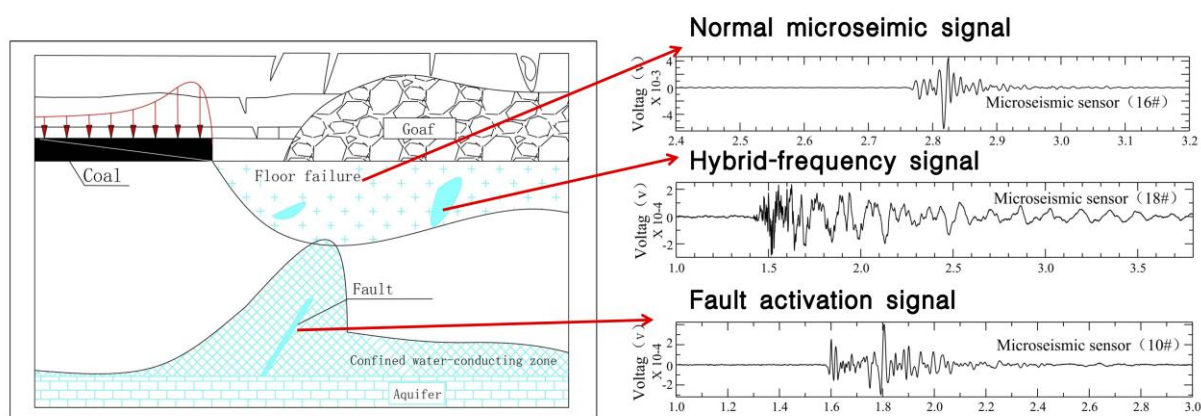 Normal microseimic signal
Voltag (v)
X 10-3
4
2
0
-2
-4
-6
Microseismic sensor (16#)
2.4 2.5 2.6 2.7 2.8 2.9 3.0 3.1 3.2
Goaf
Coal
Floor failure
Hybrid-frequency signal
Voltag (v)
X 10-4
2
0
-2
Microseismic sensor (18#)
1.0 1.5 2.0 2.5 3.0 3.5
Fault
Confined water-conducting zone
Aquifer
Fault activation signal
Voltage (v)
X 10-4
2
0
-2
Microseismic sensor (10#)
1.0 1.2 1.4 1.6 1.8 2.0 2.2 2.4 2.6 2.8 3.0